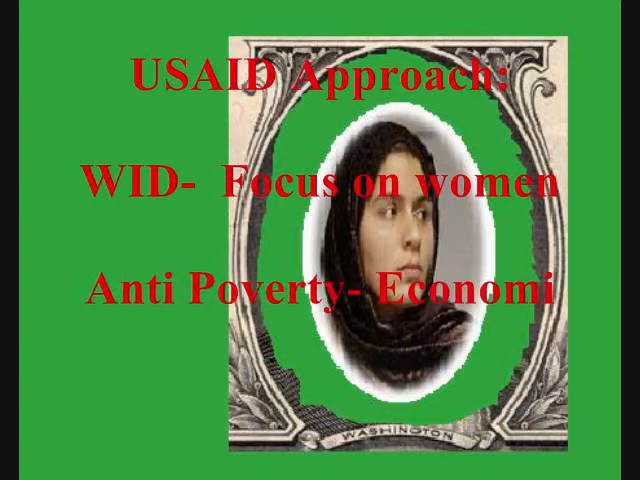 USAID Approach:
WID- Focus on women
Anti Poverty- Economi
WASHINGTON